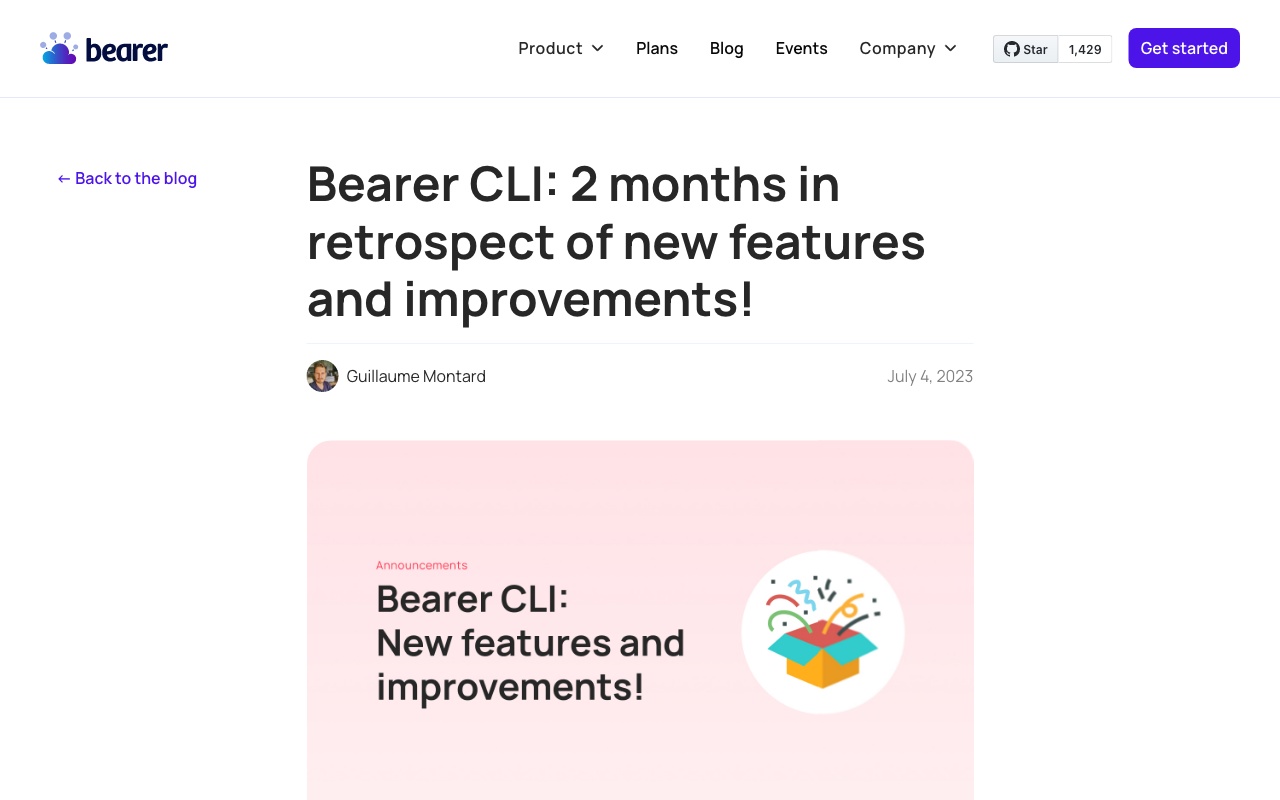 bearer
Product
Plans
Blog
Events
Company
Star
1,429
Get started
← Back to the blog
Bearer CLI: 2 months in
retrospect of new features
and improvements!
Guillaume Montard
July 4, 2023
Announcements
Bearer CLI:
New features and
improvements!